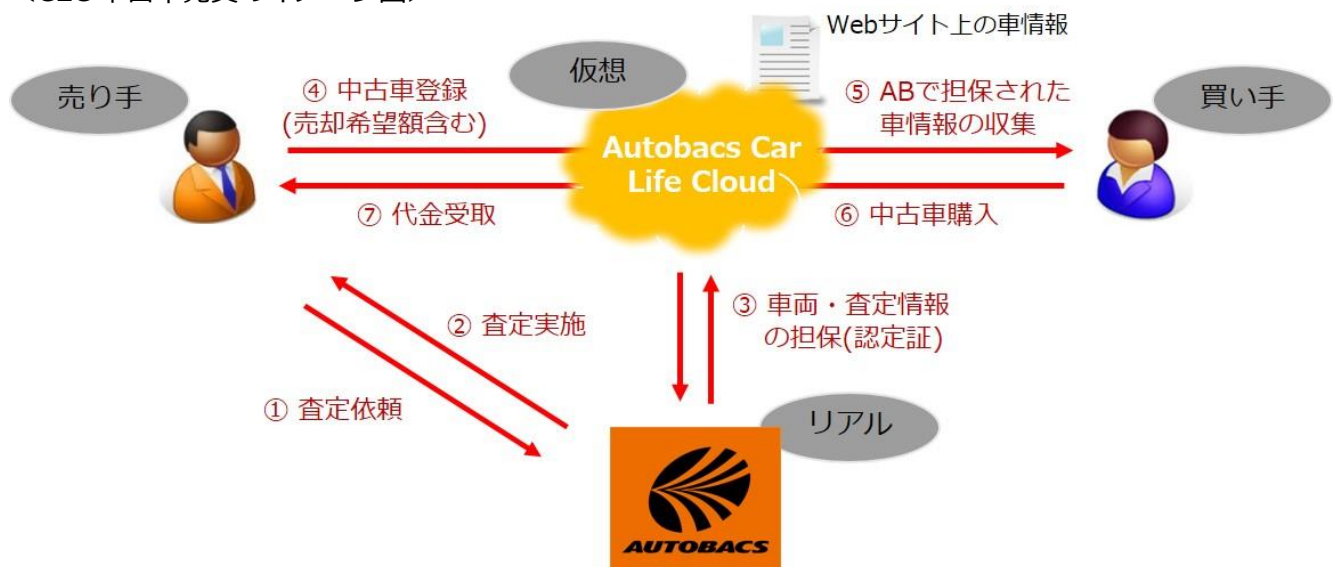 Webサイト上の車情報
仮想
売り手
④ 中古車登録
(売却希望額含む)
⑤ ABで担保された
車情報の収集
買い手
Autobacs Car
Life Cloud
⑦ 代金受取
⑥ 中古車購入
③ 車両・査定情報
の担保(認定証)
② 査定実施
① 査定依頼
リアル
AUTOBACS